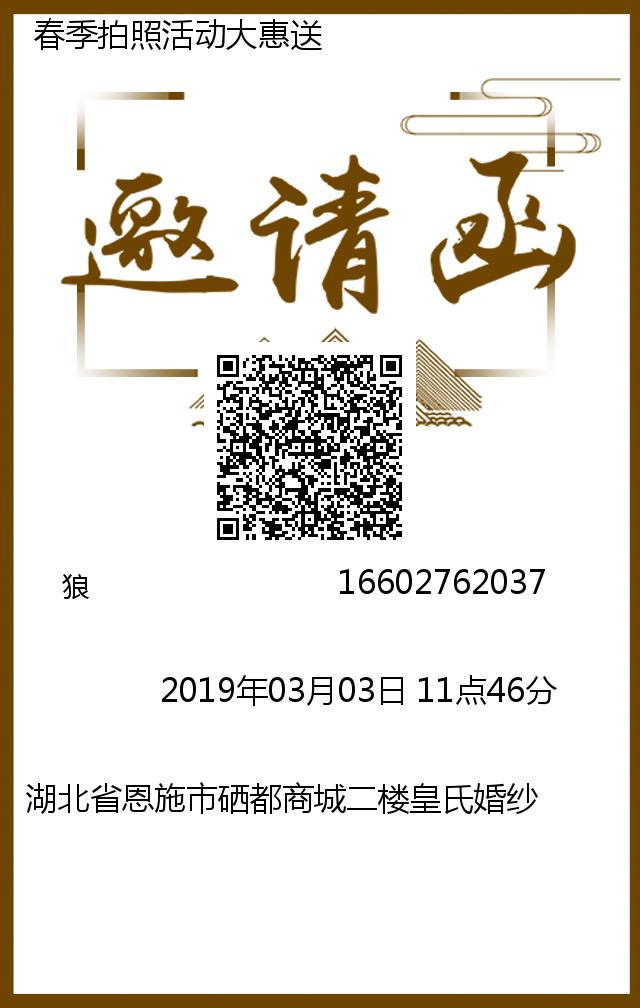 春季拍照活动大惠送
邀请函
狼
16602762037
2019年03月03日 11点46分
湖北省恩施市硒都商城二楼皇氏婚纱